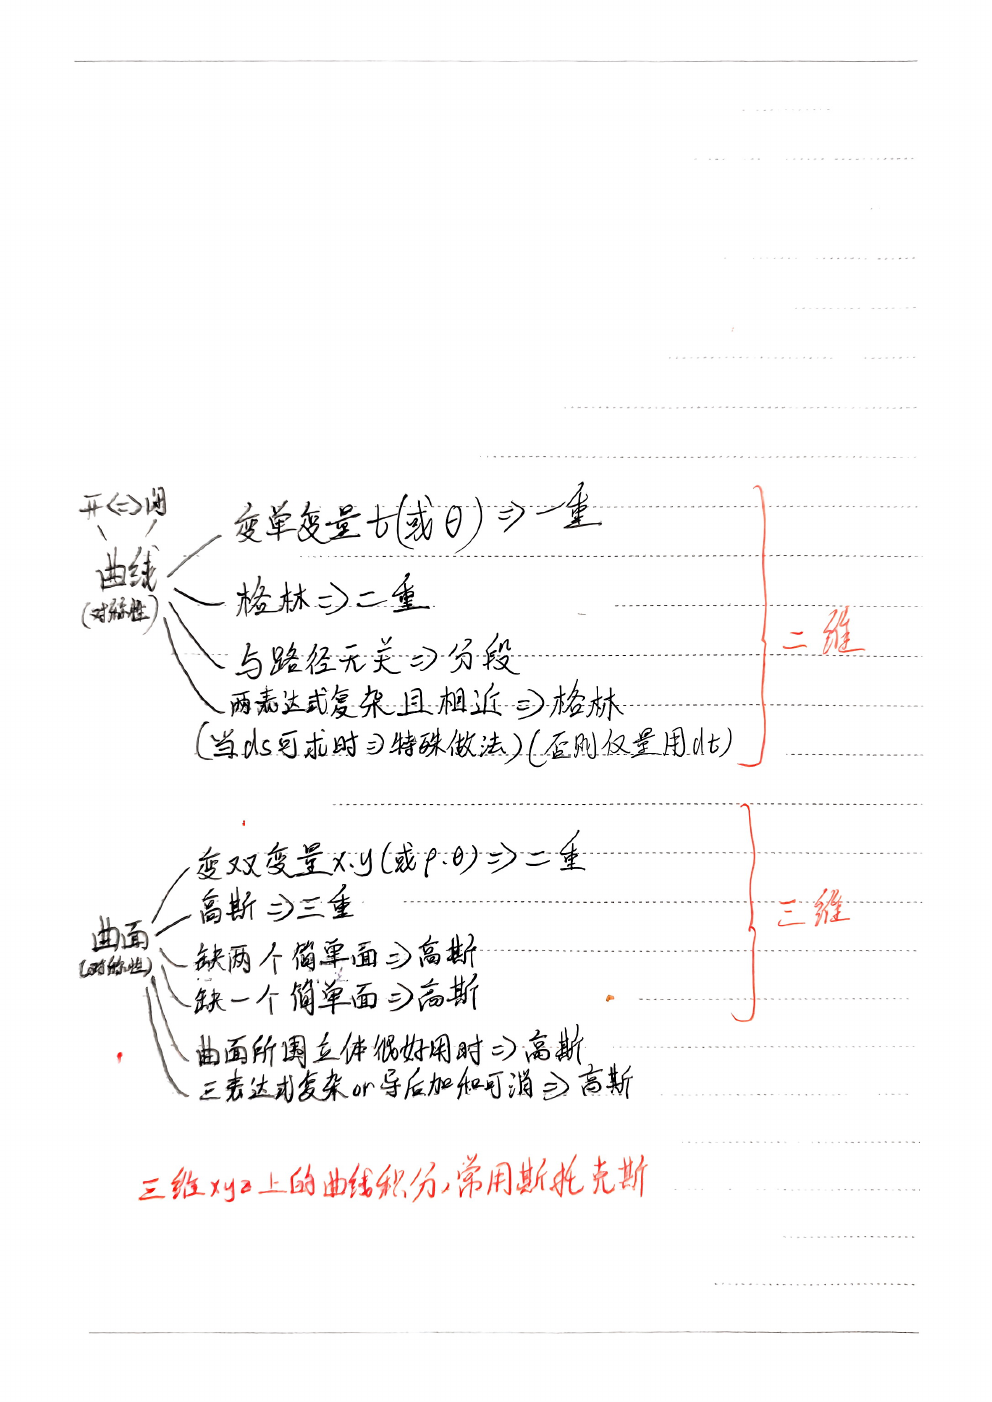 开<=>闭
曲线
(对称性)
变单变量t(或θ)=>一重
格林=>二重
与路径无关=>分段
两表达式复杂且相近=>格林
(当ds可求时=>特殊做法)(否则仅量用dt)
二维
曲面
(对称性)
变双变量x.y(或ρ.θ)=>二重
高斯=>三重
缺两个简单面=>高斯
缺一个简单面=>高斯
曲面所围立体很好用时=>高斯
三表达式复杂or导后加和可消=>高斯
三维
三维xyz上的曲线积分,常用斯托克斯